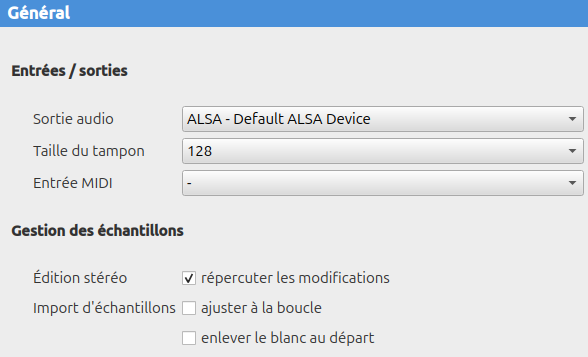 Général
Entrées / sorties
Sortie audio ALSA - Default ALSA Device
Taille du tampon 128
Entrée MIDI -
Gestion des échantillons
Édition stéréo répercuter les modifications
Import d'échantillons ajuster à la boucle
enlever le blanc au départ